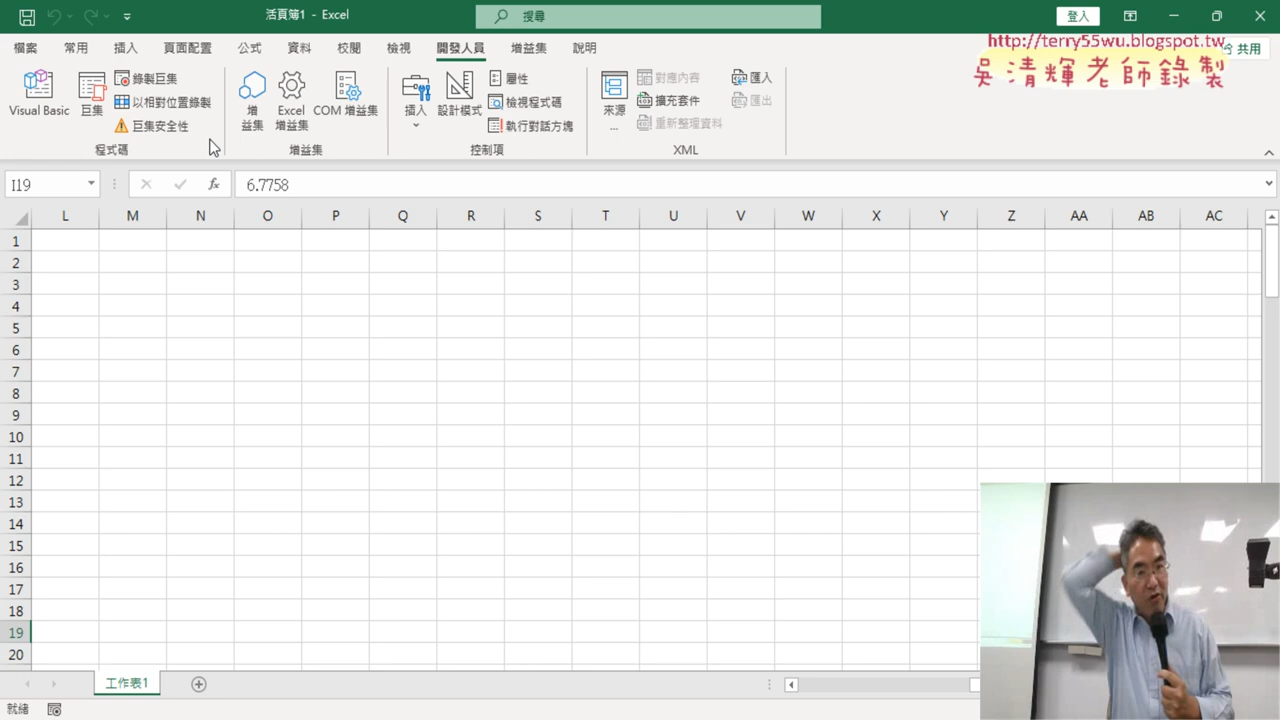 活頁簿1 - Excel
搜尋
登入
檔案 常用 插入 頁面配置 公式 資料 校閱 檢視 開發人員 增益集 說明
共用
http://terry55wu.blogspot.tw
吳清輝老師錄製
Visual Basic
巨集
錄製巨集
以相對位置錄製
巨集安全性
程式碼
增
益集
Excel
增益集
COM 增益集
增益集
插入
設計模式
屬性
檢視程式碼
執行對話方塊
控制項
來源
...
對應內容
擴充套件
重新整理資料
匯入
匯出
XML
I19
fx
6.7758
L M N O P Q R S T U V W X Y Z AA AB AC
1
2
3
4
5
6
7
8
9
10
11
12
13
14
15
16
17
18
19
20
工作表1
就緒